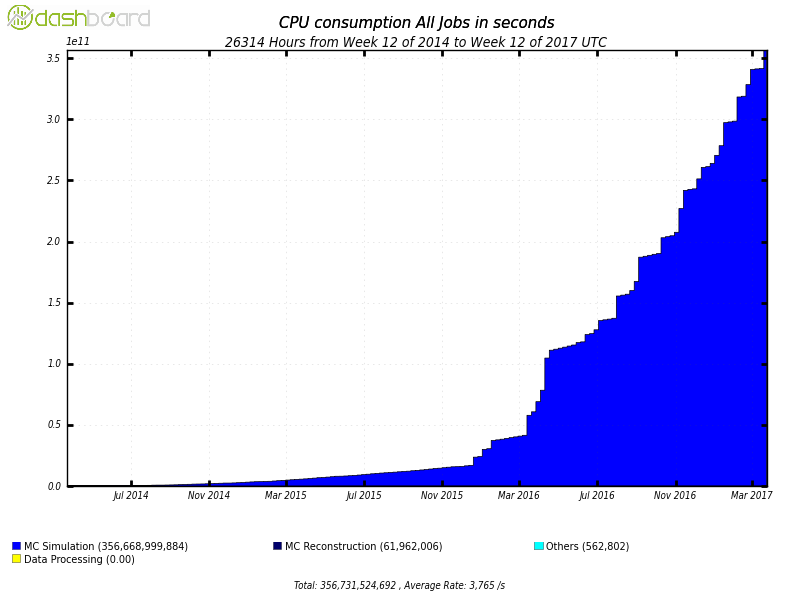 dashboard
CPU consumption All Jobs in seconds
26314 Hours from Week 12 of 2014 to Week 12 of 2017 UTC
1e11
3.5
3.0
2.5
2.0
1.5
1.0
0.5
0.0
Jul 2014 Nov 2014 Mar 2015 Jul 2015 Nov 2015 Mar 2016 Jul 2016 Nov 2016 Mar 2017
MC Simulation (356,668,999,884) MC Reconstruction (61,962,006) Others (562,802)
Data Processing (0.00)
Total: 356,731,524,692 , Average Rate: 3,765 /s